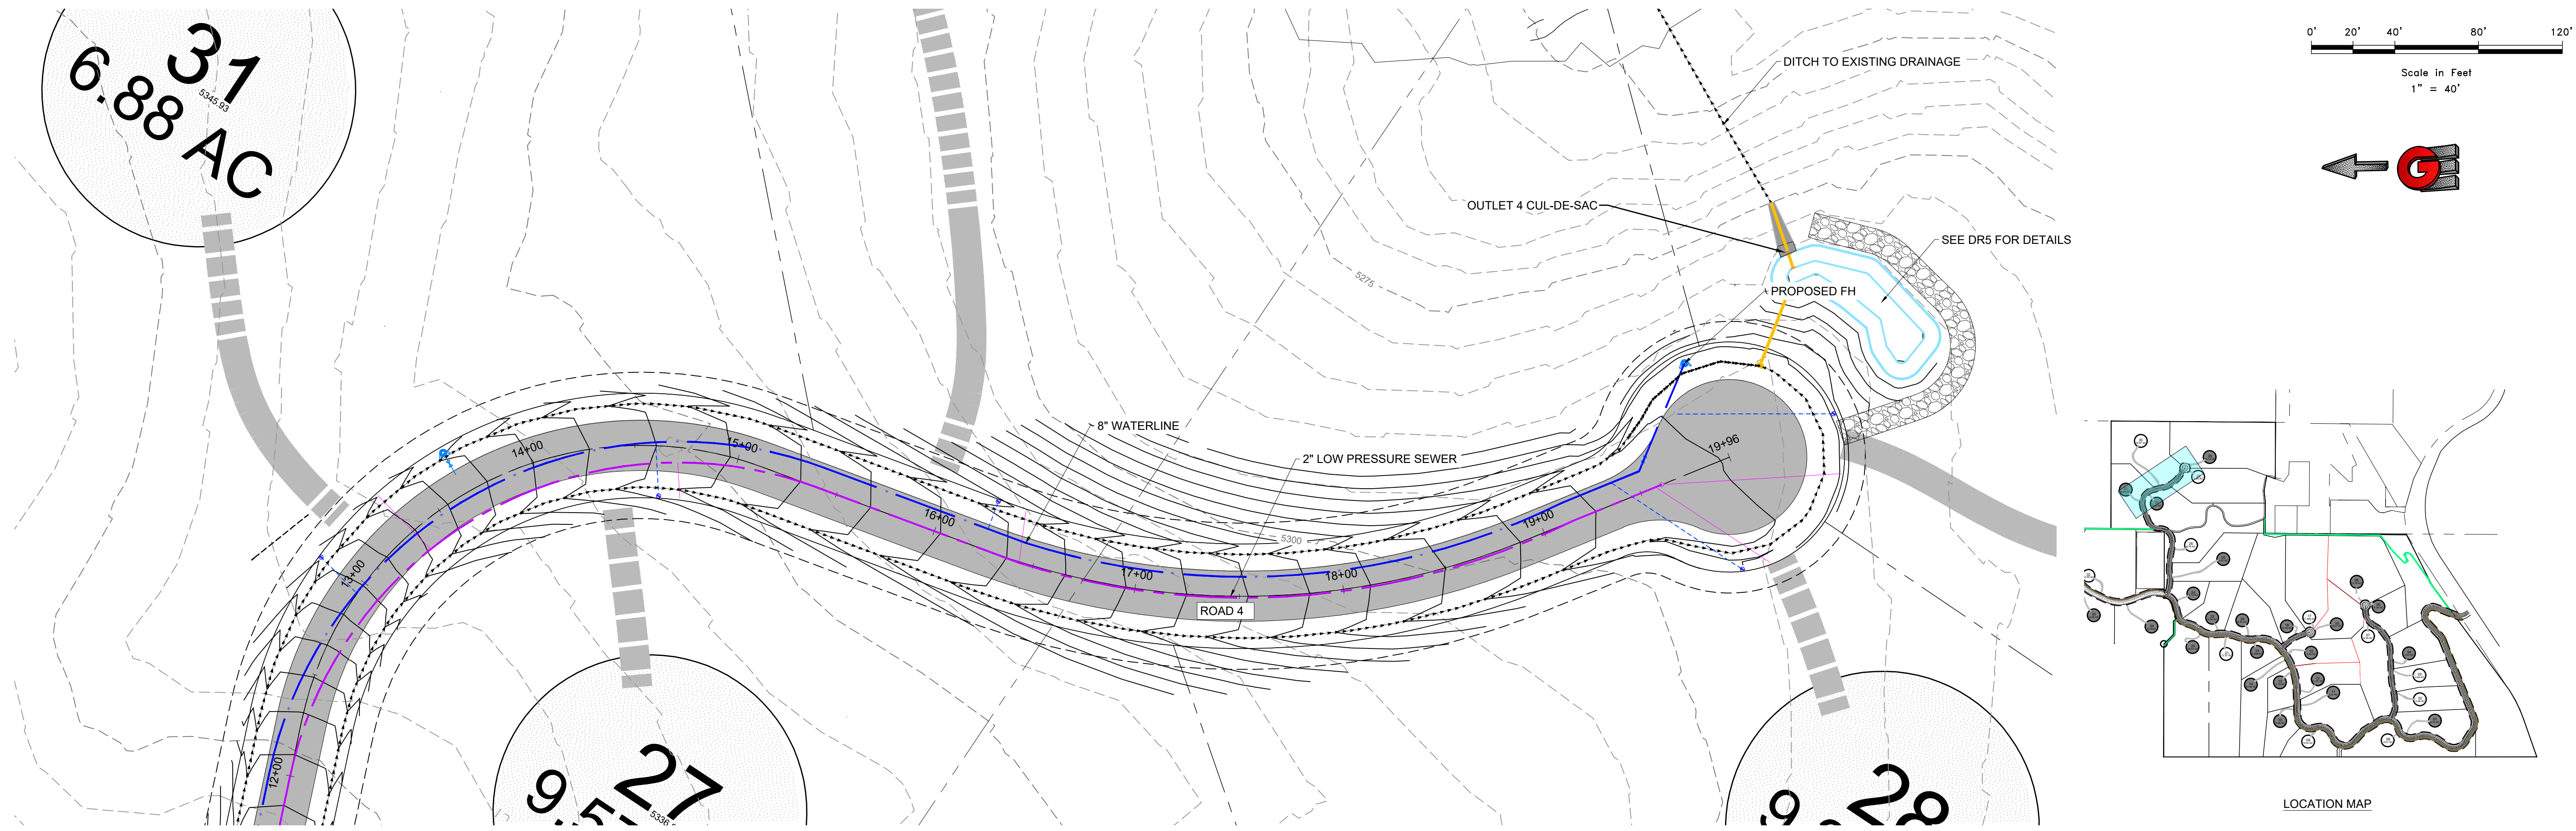 31
5345.93
6.88 AC
0' 20' 40' 80' 120'
Scale in Feet
1" = 40'
G
DITCH TO EXISTING DRAINAGE
OUTLET 4 CUL-DE-SAC
SEE DR5 FOR DETAILS
5275
PROPOSED FH
8" WATERLINE
2" LOW PRESSURE SEWER
14+00
15+00
16+00
19+96
19+00
5300
13+00
17+00
18+00
ROAD 4
12+00
27
28
LOCATION MAP